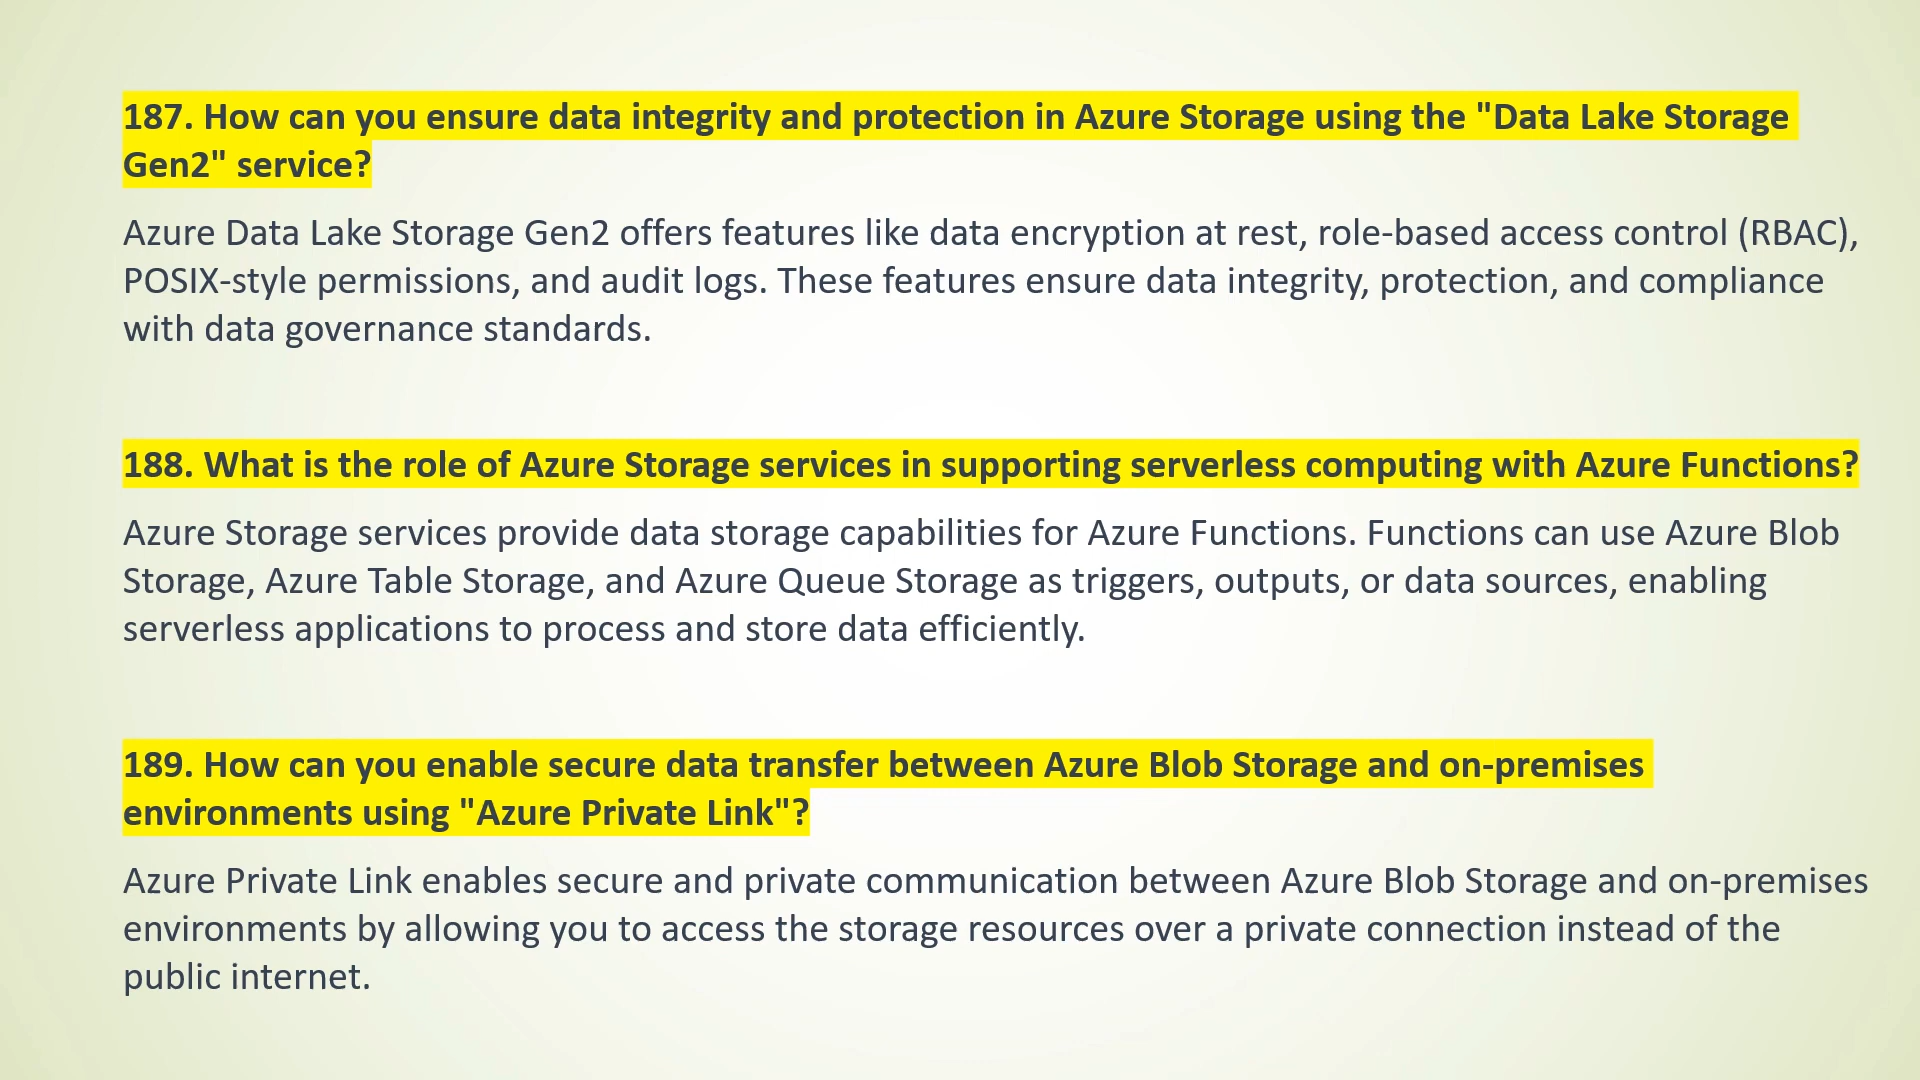 187. How can you ensure data integrity and protection in Azure Storage using the "Data Lake Storage
Gen2" service?
Azure Data Lake Storage Gen2 offers features like data encryption at rest, role-based access control (RBAC),
POSIX-style permissions, and audit logs. These features ensure data integrity, protection, and compliance
with data governance standards.
188. What is the role of Azure Storage services in supporting serverless computing with Azure Functions?
Azure Storage services provide data storage capabilities for Azure Functions. Functions can use Azure Blob
Storage, Azure Table Storage, and Azure Queue Storage as triggers, outputs, or data sources, enabling
serverless applications to process and store data efficiently.
189. How can you enable secure data transfer between Azure Blob Storage and on-premises
environments using "Azure Private Link"?
Azure Private Link enables secure and private communication between Azure Blob Storage and on-premises
environments by allowing you to access the storage resources over a private connection instead of the
public internet.